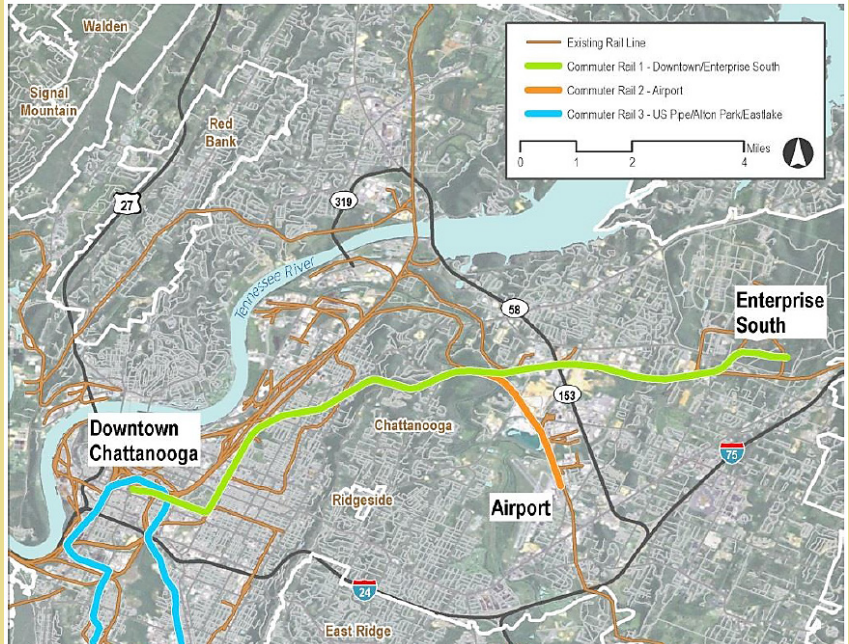 Walden
Signal
Mountain
Red
Bank
27
319
Tennessee River
58
153
75
24
Existing Rail Line
Commuter Rail 1 - Downtown/Enterprise South
Commuter Rail 2 - Airport
Commuter Rail 3 - US Pipe/Alton Park/Eastlake
Miles
0 1 2 4
Enterprise
South
Downtown
Chattanooga
Chattanooga
Ridgeside
Airport
East Ridge